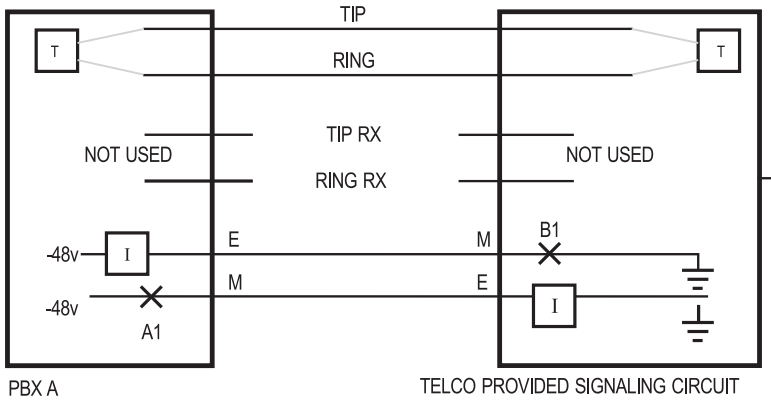 TIP
T
T
RING
TIP RX
NOT USED
NOT USED
RING RX
B1
E
M
-48v
I
M
E
-48v
I
A1
PBX A
TELCO PROVIDED SIGNALING CIRCUIT